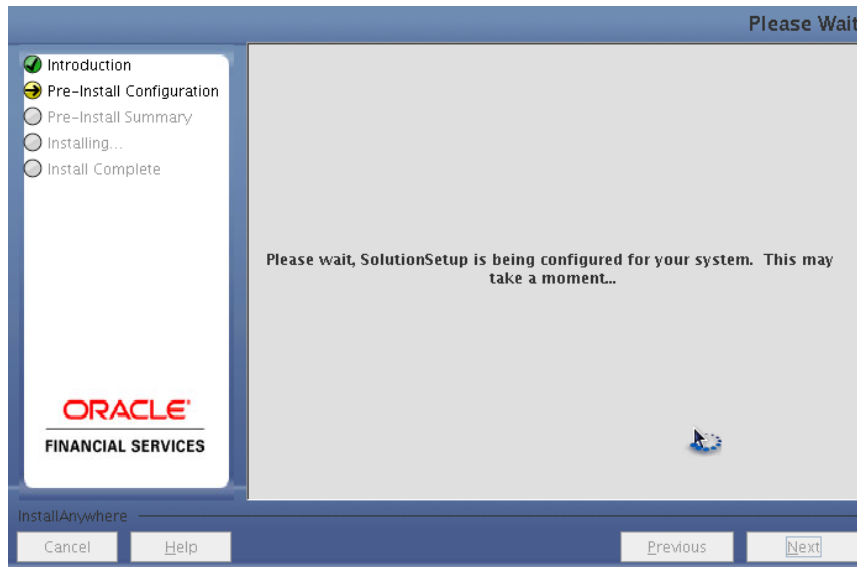 Please Wait
Introduction
Pre-Install Configuration
Pre-Install Summary
Installing...
Install Complete
Please wait, SolutionSetup is being configured for your system. This may
take a moment...
ORACLE'
FINANCIAL SERVICES
InstallAnywhere
Cancel
Help
Previous
Next